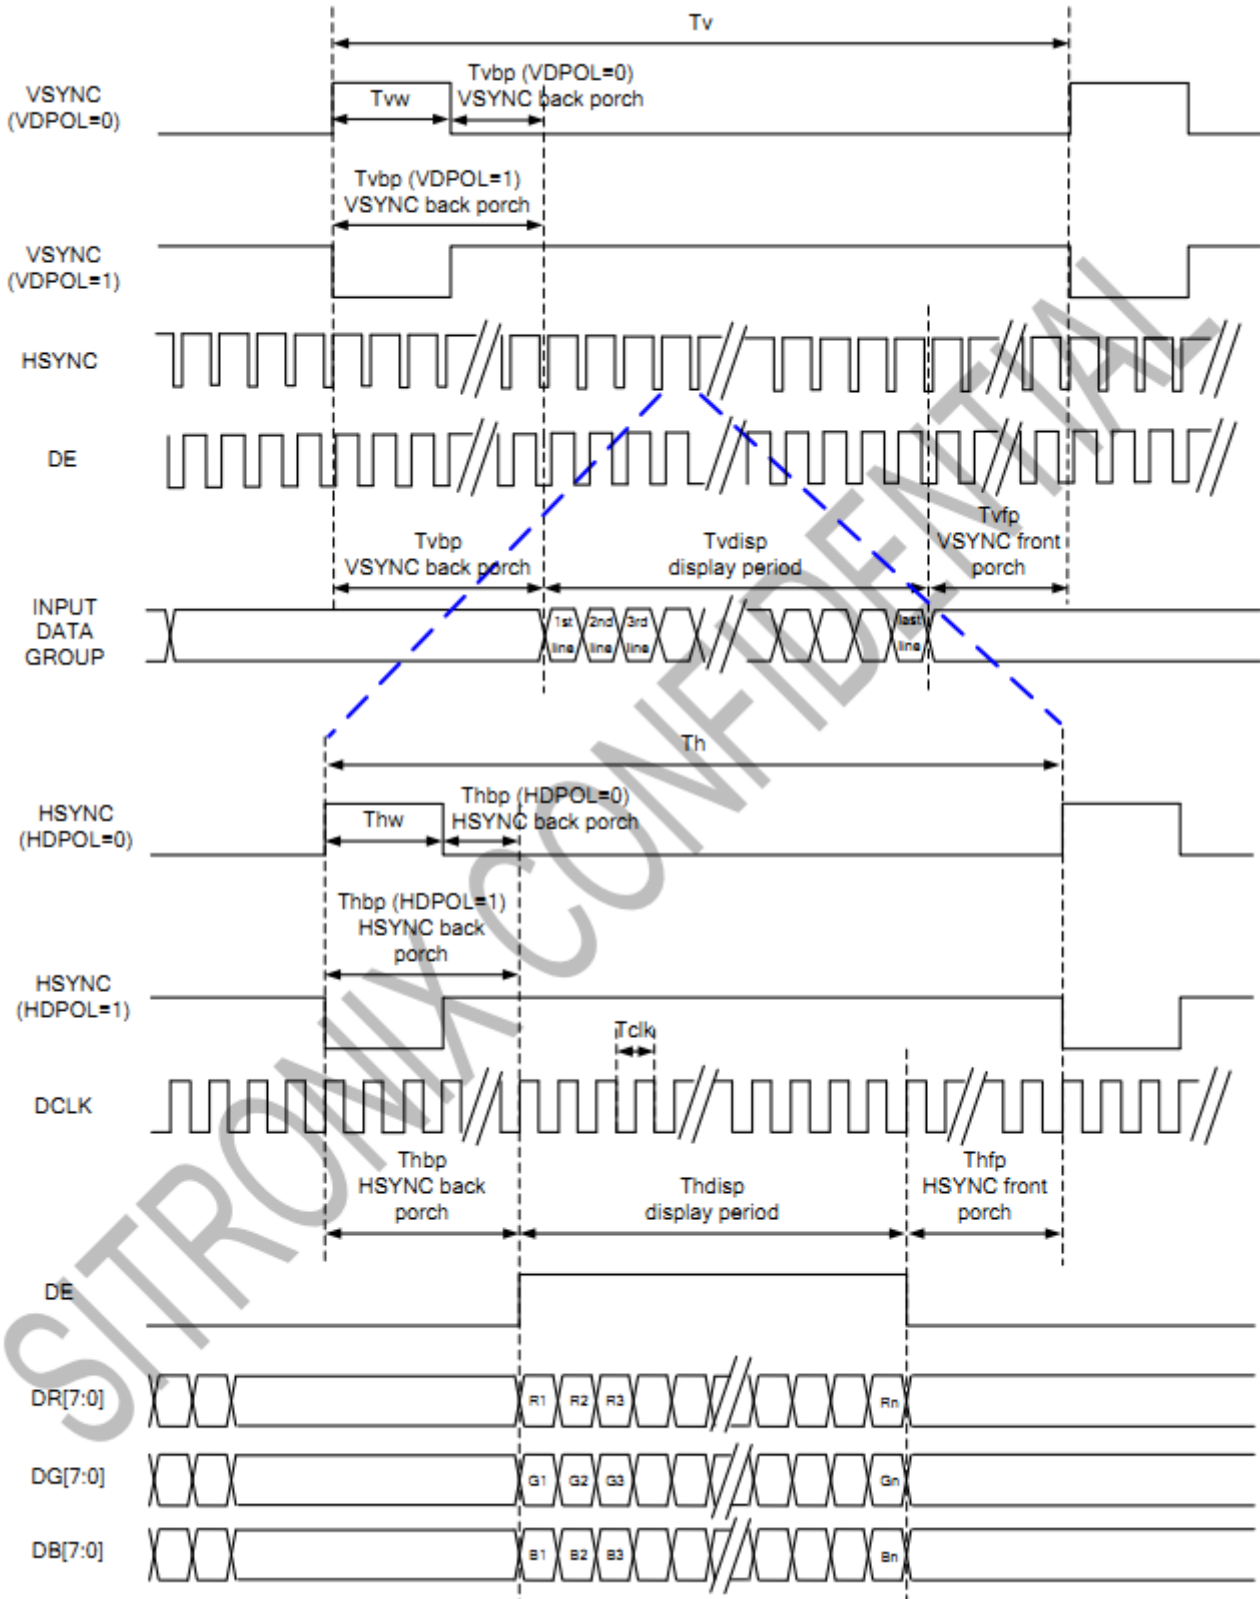 Tv
VSYNC
(VDPOL=0)
Tvw
Tvbp (VDPOL=0)
VSYNC back porch
Tvbp (VDPOL=1)
VSYNC back porch
VSYNC
(VDPOL=1)
HSYNC
DE
Tvbp
VSYNC back porch
Tvdisp
display period
Tvfp
VSYNC front
porch
INPUT
DATA
GROUP
1st
line
2nd
line
3rd
line
last
line
Th
HSYNC
(HDPOL=0)
Thw
Thbp (HDPOL=0)
HSYNC back porch
Thbp (HDPOL=1)
HSYNC back
porch
HSYNC
(HDPOL=1)
Tclk
DCLK
Thbp
HSYNC back
porch
Thdisp
display period
Thfp
HSYNC front
porch
DE
DR[7:0]
R1
R2
R3
Rn
DG[7:0]
G1
G2
G3
Gn
DB[7:0]
B1
B2
B3
Bn
SITRONIX CONFIDENTIAL